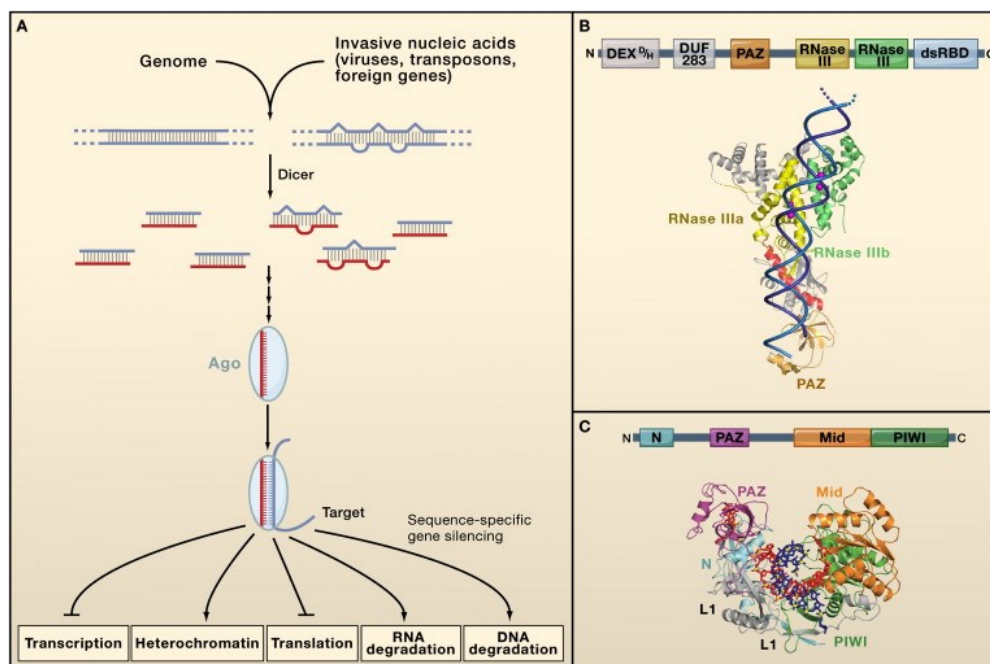 A
Genome
Invasive nucleic acids
(viruses, transposons,
foreign genes)
Dicer
Ago
Target
Sequence-specific
gene silencing
Transcription
Heterochromatin
Translation
RNA
degradation
DNA
degradation
B
N
DEX D/H
DUF
283
PAZ
RNase
III
RNase
III
dsRBD
C
RNase IIIa
RNase IIIb
PAZ
C
N
N
PAZ
Mid
PIWI
C
PAZ
Mid
N
L1
L1
PIWI